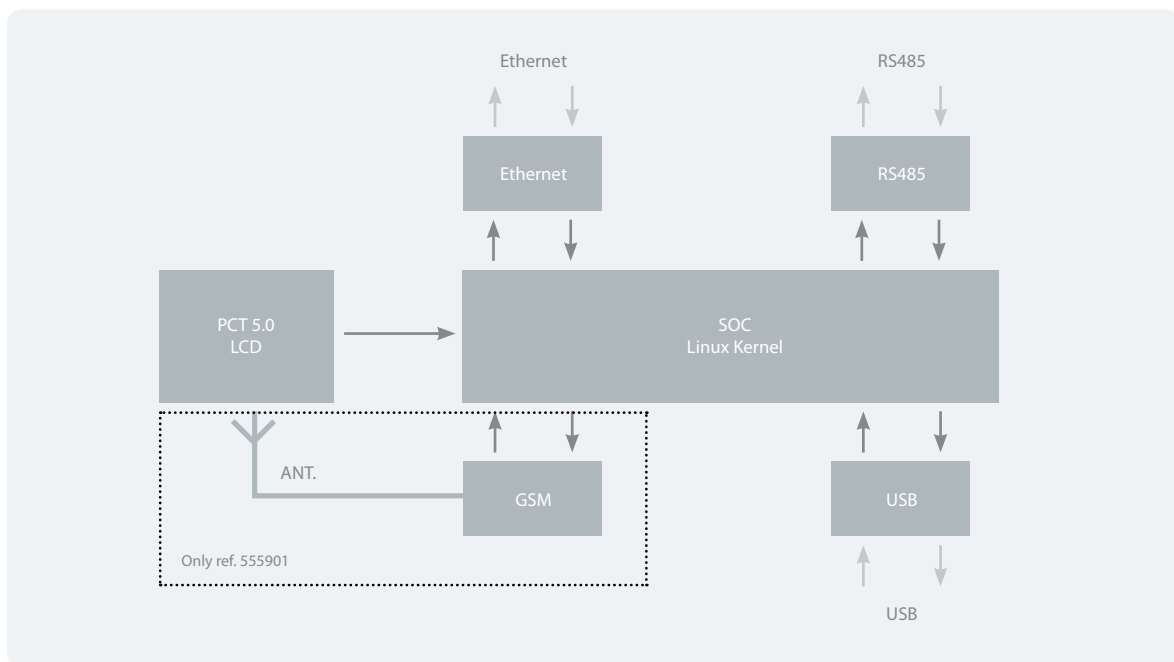 Ethernet
RS485
Ethernet
RS485
PCT 5.0
LCD
SOC
Linux Kernel
ANT.
GSM
USB
Only ref. 555901
USB